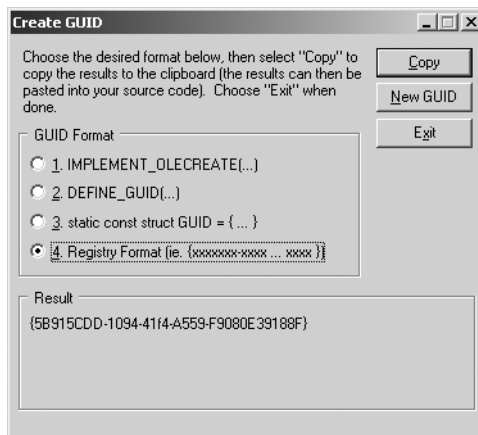 Create GUID
Choose the desired format below, then select "Copy" to
copy the results to the clipboard (the results can then be
pasted into your source code). Choose "Exit" when
done.
Copy
New GUID
Exit
GUID Format
1. IMPLEMENT_OLECREATE(...)
2. DEFINE_GUID(...)
3. static const struct GUID = { ... }
4. Registry Format (ie. {xxxxxxx-xxxx ... xxxx })
Result
{5B915CDD-1094-41f4-A559-F9080E39188F}